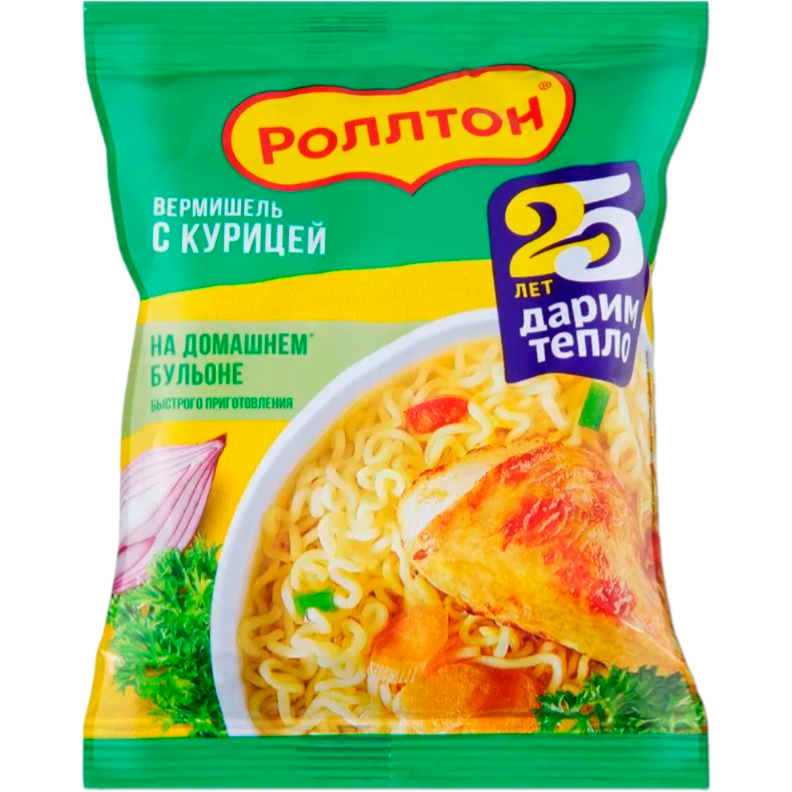 Роллтон®
ВЕРМИШЕЛЬ
С КУРИЦЕЙ
25
ЛЕТ
дарим
тепло
НА ДОМАШНЕМ*
БУЛЬОНЕ
БЫСТРОГО ПРИГОТОВЛЕНИЯ